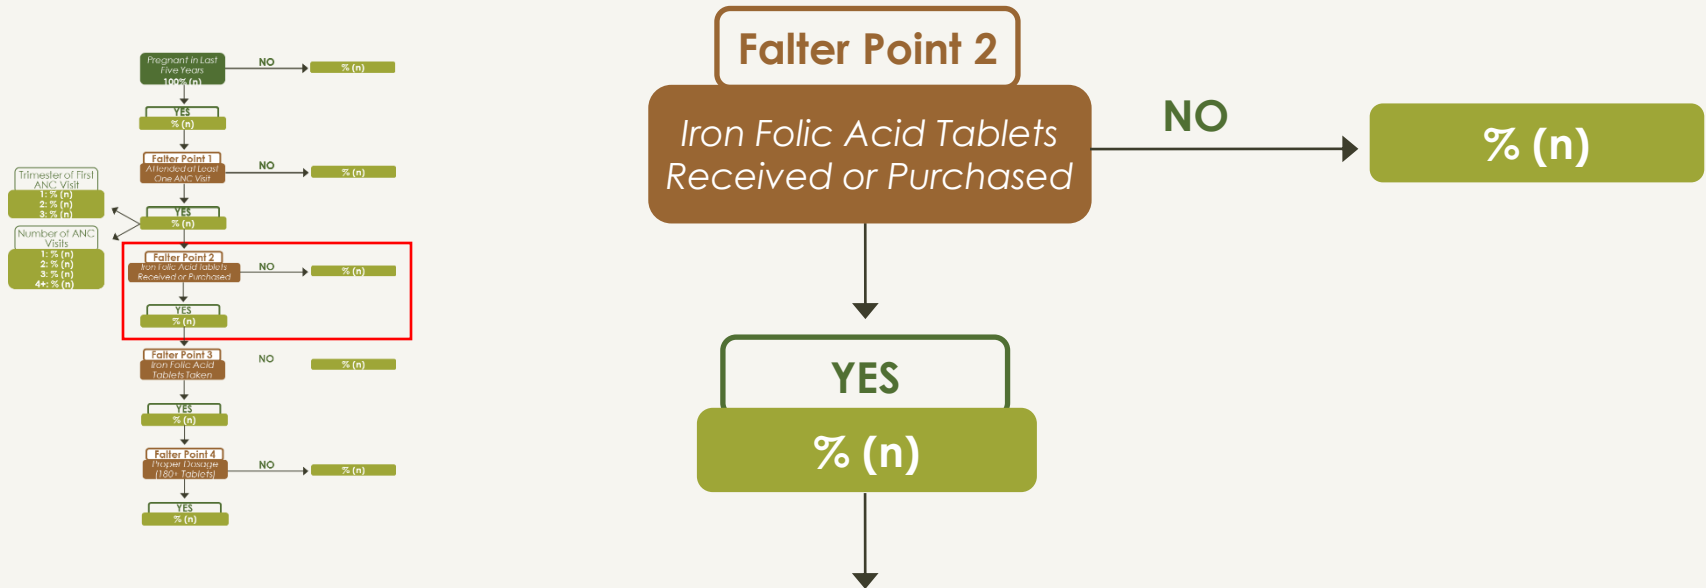 Pregnant in Last
Five Years
100% (n)
NO
% (n)
YES
% (n)
Falter Point 1
Attended at Least
One ANC Visit
NO
% (n)
Trimester of First
ANC Visit
1: % (n)
2: % (n)
3: % (n)
YES
% (n)
Number of ANC
Visits
1: % (n)
2: % (n)
3: % (n)
4+: % (n)
Falter Point 2
Iron Folic Acid Tablets
Received or Purchased
NO
% (n)
YES
% (n)
Falter Point 3
Iron Folic Acid
Tablets Taken
NO
% (n)
YES
% (n)
Falter Point 4
Proper Dosage
(180+ Tablets)
NO
% (n)
YES
% (n)
Falter Point 2
Iron Folic Acid Tablets
Received or Purchased
NO
% (n)
YES
% (n)